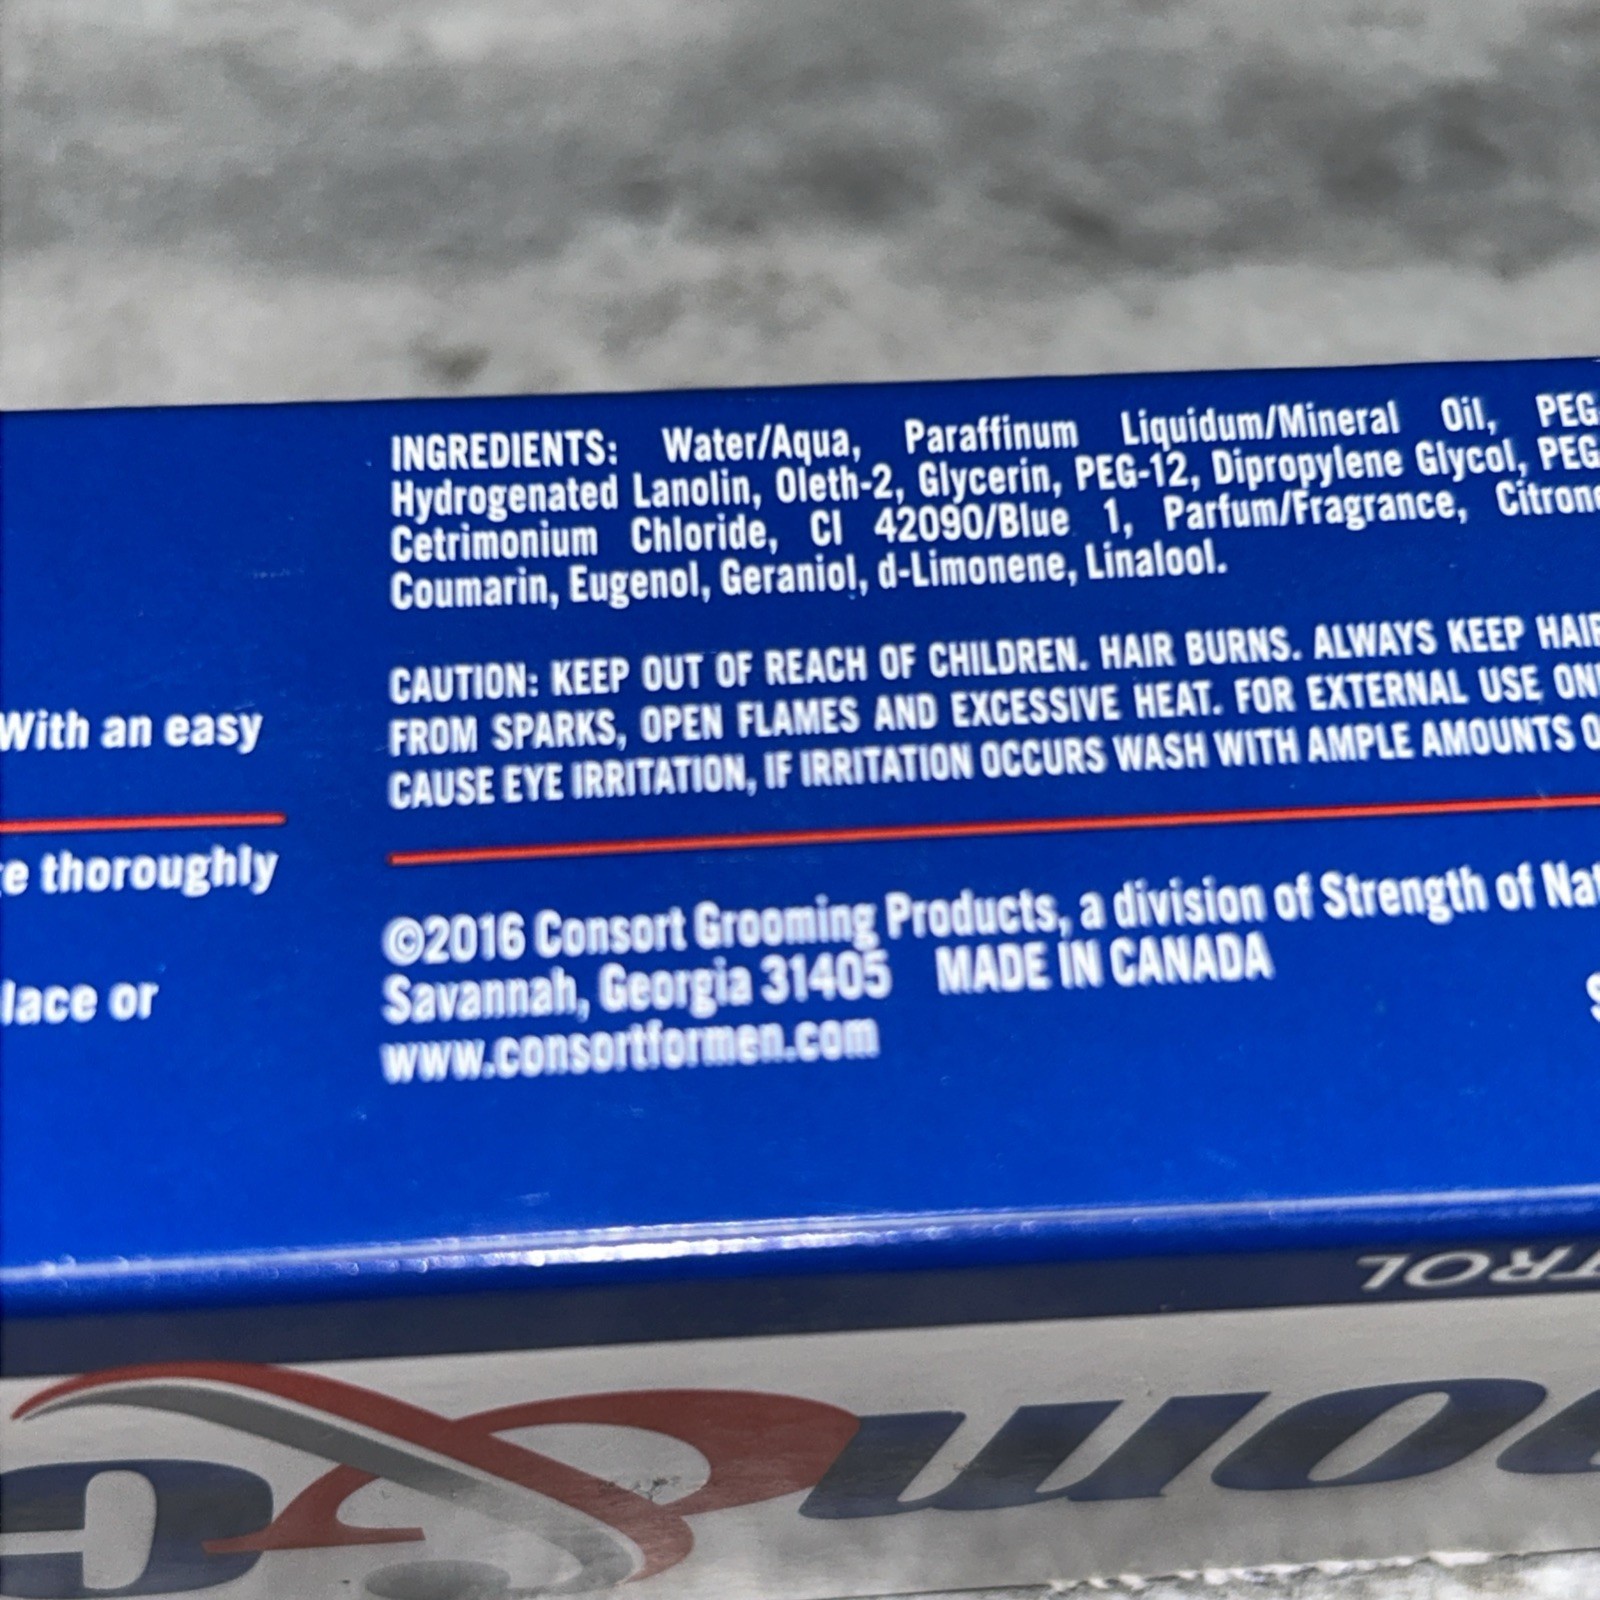 With an easy
thoroughly
or
INGREDIENTS: Water/Aqua, Paraffinum Liquidum/Mineral Oil, PEG-
Hydrogenated Lanolin, Oleth-2, Glycerin, PEG-12, Dipropylene Glycol, PEG-
Cetrimonium Chloride, CI 42090/Blue 1, Parfum/Fragrance,
Coumarin, Eugenol, Geraniol, d-Limonene, Linalool.
CAUTION: KEEP OUT OF REACH OF CHILDREN. HAIR BURNS. ALWAYS KEEP HAIR
FROM SPARKS, OPEN FLAMES AND EXCESSIVE HEAT. FOR EXTERNAL USE
CAUSE EYE IRRITATION, IF IRRITATION OCCURS WASH WITH AMPLE AMOUNTS
©2016 Consort Grooming Products, a division of Strength of
Savannah, Georgia 31405 MADE IN CANADA
www.consortformen.com